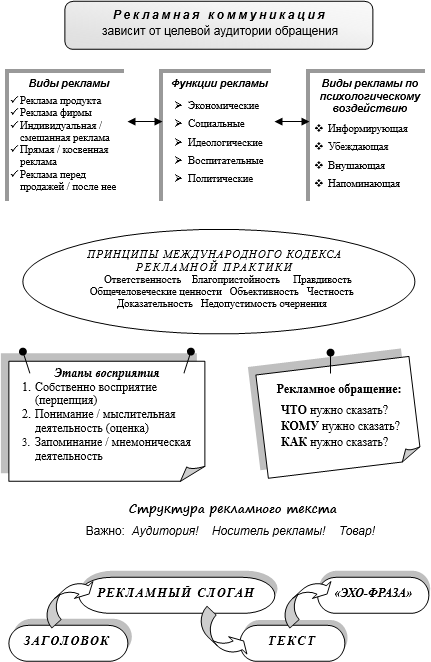 Рекламная коммуникация
зависит от целевой аудитории обращения
Виды рекламы
Реклама продукта
Реклама фирмы
Индивидуальная /
смешанная реклама
Прямая / косвенная
реклама
Реклама перед
продажей / после нее
Функции рекламы
Экономические
Социальные
Идеологические
Воспитательные
Политические
Виды рекламы по
психологическому
воздействию
Информирующая
Убеждающая
Внушающая
Напоминающая
ПРИНЦИПЫ МЕЖДУНАРОДНОГО КОДЕКСА
РЕКЛАМНОЙ ПРАКТИКИ
Ответственность Благопристойность Правдивость
Общечеловеческие ценности Объективность Честность
Доказательность Недопустимость очернения
Этапы восприятия
1. Собственно восприятие
(перцепция)
2. Понимание / мыслительная
деятельность (оценка)
3. Запоминание / мнемоническая
деятельность
Рекламное обращение:
ЧТО нужно сказать?
КОМУ нужно сказать?
КАК нужно сказать?
Структура рекламного текста
Важно: Аудитория! Носитель рекламы! Товар!
РЕКЛАМНЫЙ СЛОГАН
«ЭХО-ФРАЗА»
ЗАГОЛОВОК
ТЕКСТ